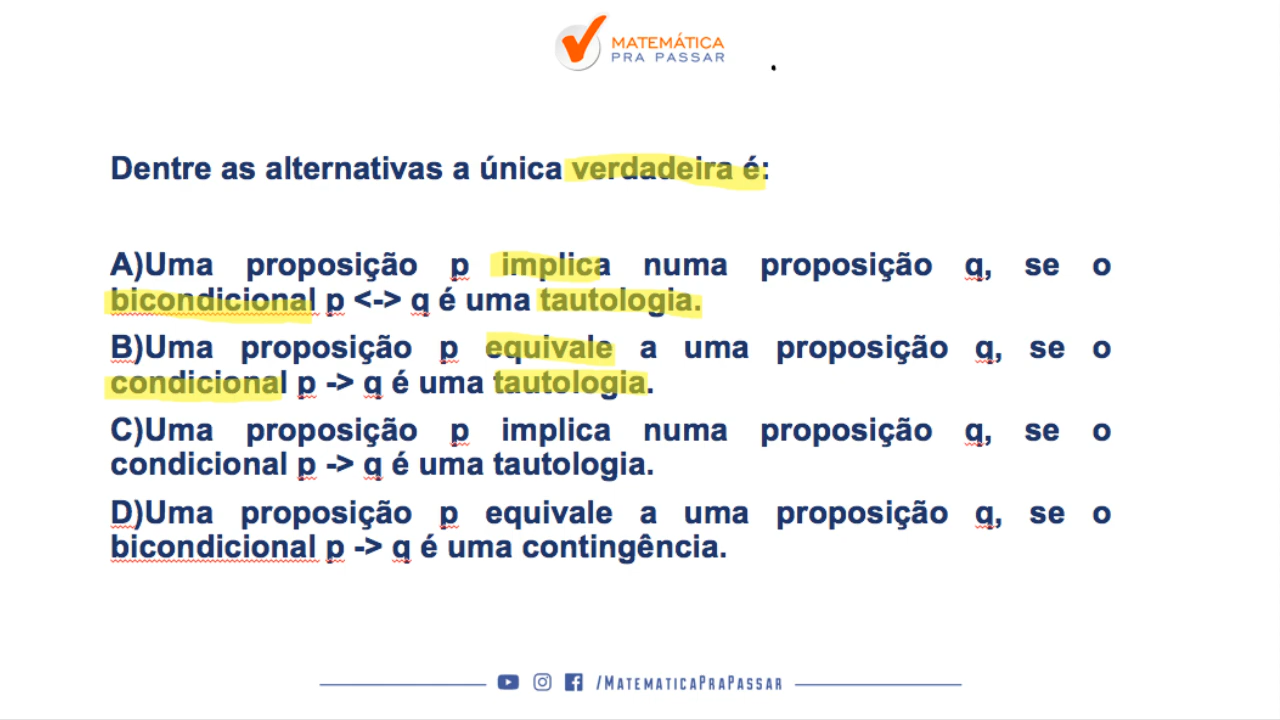 MATEMÁTICA
PRA PASSAR
Dentre as alternativas a única verdadeira é:
A)Uma proposição p implica numa proposição q, se o
bicondicional p <-> q é uma tautologia.
B)Uma proposição p equivale a uma proposição q, se o
condicional p -> q é uma tautologia.
C)Uma proposição p implica numa proposição q, se o
condicional p -> q é uma tautologia.
D)Uma proposição p equivale a uma proposição q, se o
bicondicional p -> q é uma contingência.
/MATEMATICAPRAPASSAR